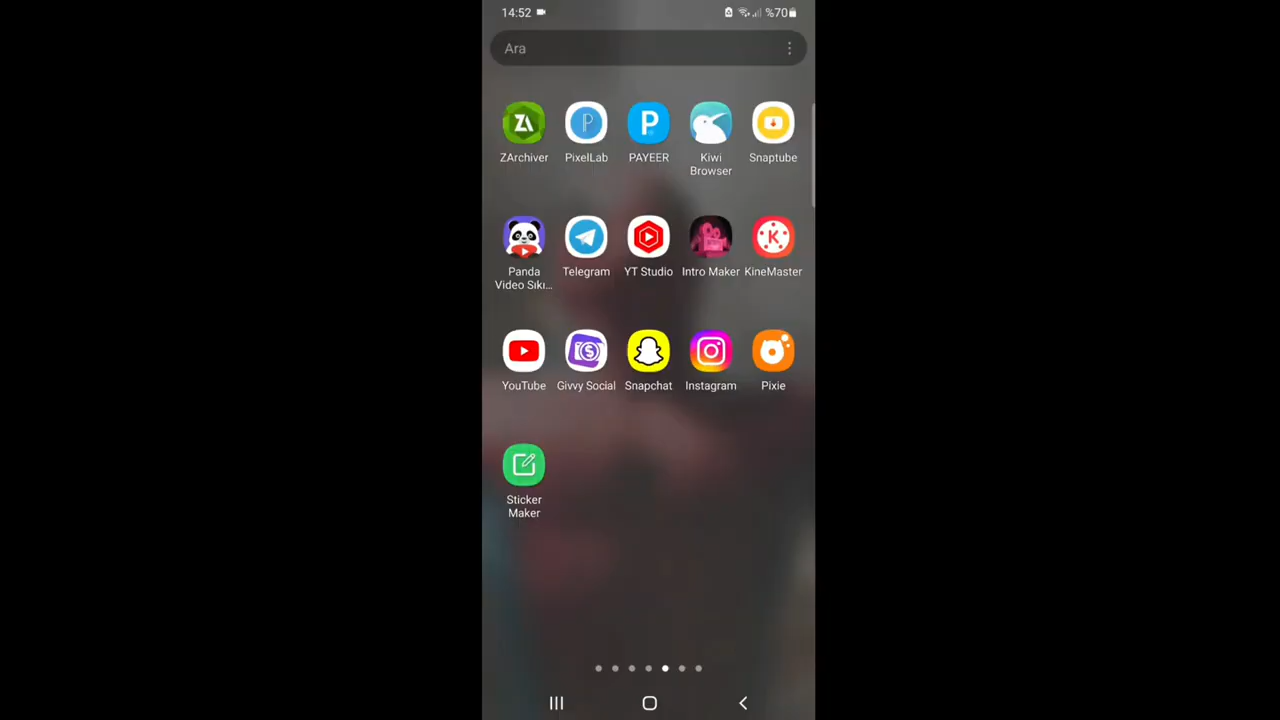 14:52
%70
Ara
ZArchiver
PixelLab
PAYEER
Kiwi
Browser
Snaptube
Panda
Video Sıkı...
Telegram
YT Studio
Intro Maker
KineMaster
YouTube
Givvy Social
Snapchat
Instagram
Pixie
Sticker
Maker